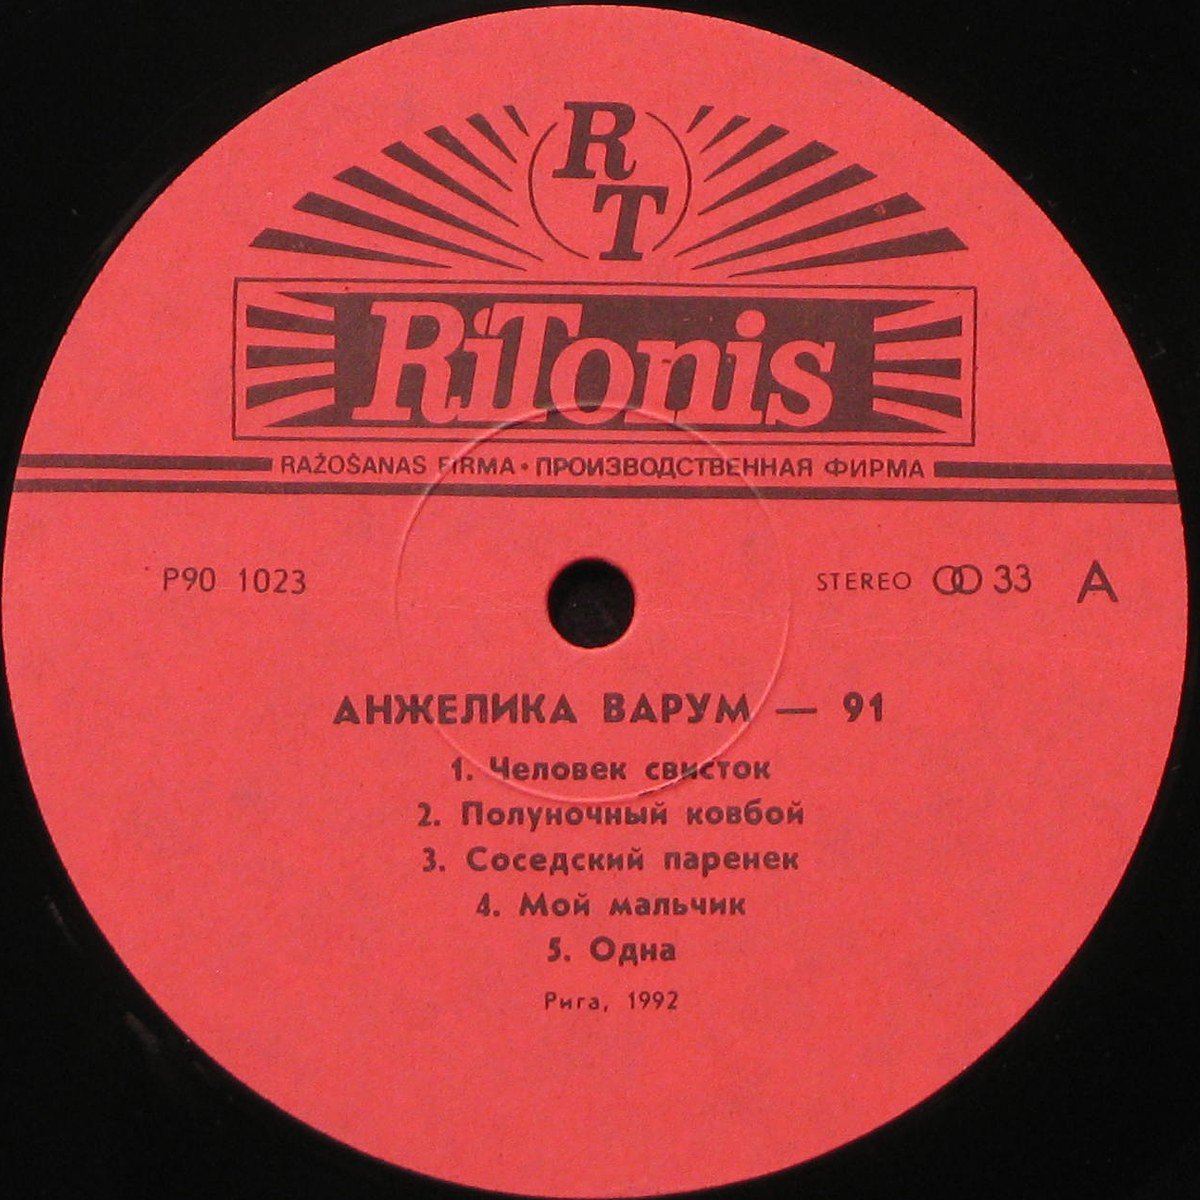 RT
RiTonis
RAŽOŠANAS FIRMA • ПРОИЗВОДСТВЕННАЯ ФИРМА
Р90 1023 STEREO 33 A
АНЖЕЛИКА ВАРУМ — 91
1. Человек свисток
2. Полуночный ковбой
3. Соседский паренек
4. Мой мальчик
5. Одна
Рига, 1992